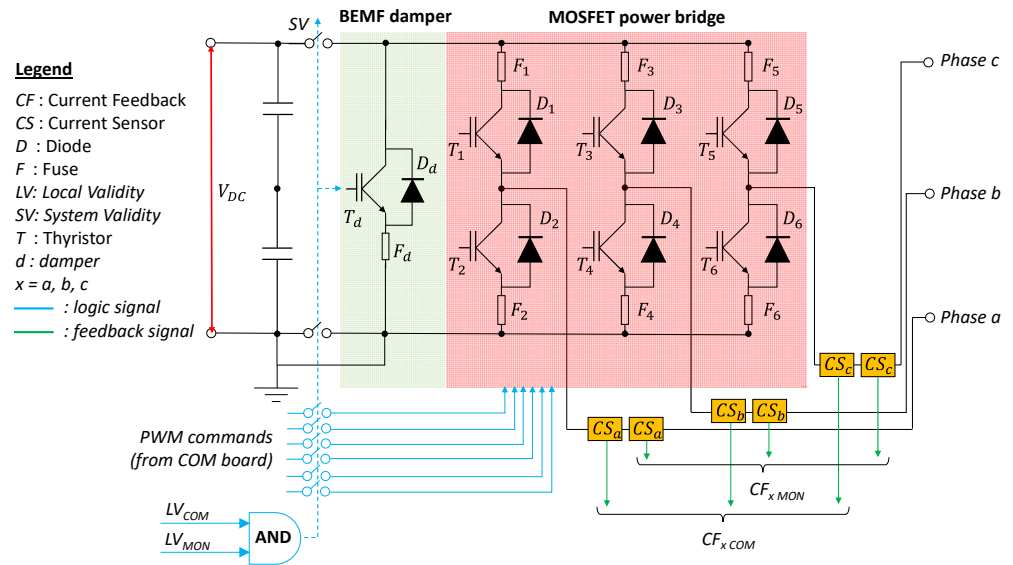 BEMF damper
MOSFET power bridge
SV
Legend
CF : Current Feedback
CS : Current Sensor
D : Diode
F : Fuse
LV: Local Validity
SV: System Validity
T : Thyristor
d : damper
x = a, b, c
: logic signal
: feedback signal
V_DC
T_d
D_d
F_d
F_1
F_3
F_5
D_1
D_3
D_5
T_1
T_3
T_5
D_2
D_4
D_6
T_2
T_4
T_6
F_2
F_4
F_6
Phase c
Phase b
Phase a
CS_c
CS_c
CS_b
CS_b
CS_a
CS_a
CF_x MON
CF_x COM
PWM commands
(from COM board)
LV_COM
LV_MON
AND